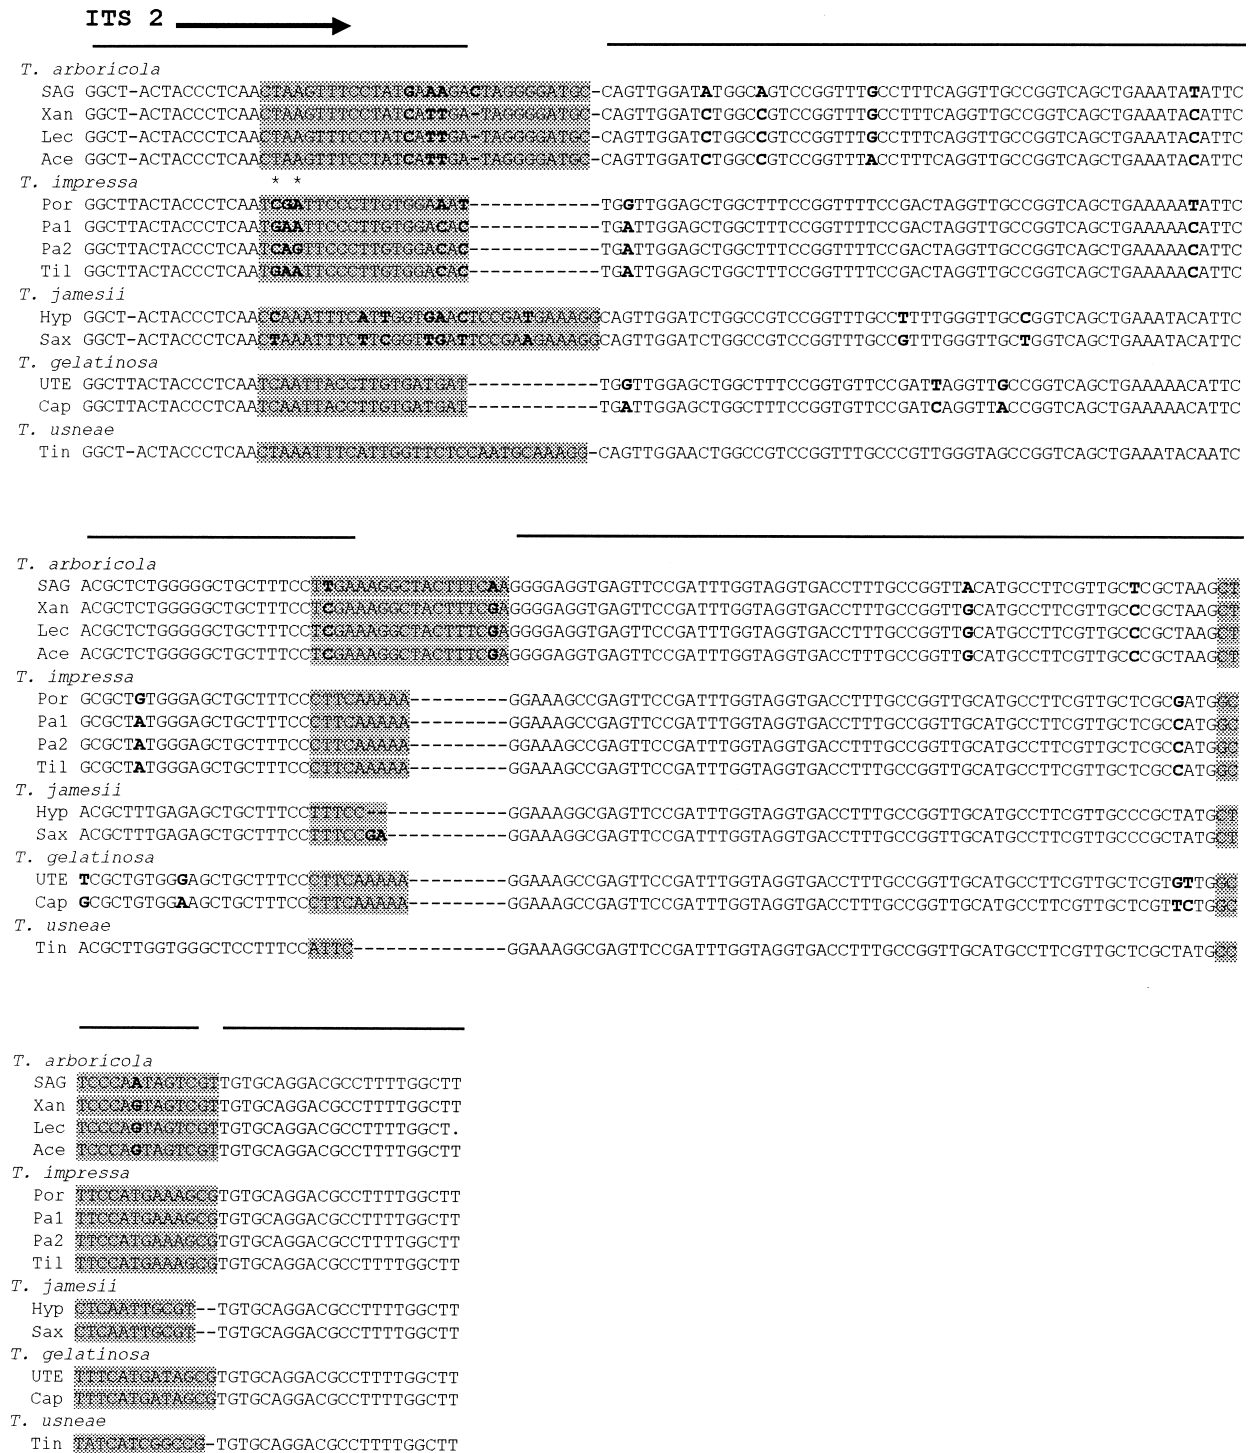 ITS 2
T. arboricola
SAG GGCT-ACTACCCTCAACTAAGTTTCCTATGAAAGACTAGGGGATGC-CAGTTGGATATGGCAGTCCGGTTTGCCTTTCAGGTTGCCGGTCAGCTGAAATATATTC
Xan GGCT-ACTACCCTCAACTAAGTTTCCTATCATTGA-TAGGGGATGC-CAGTTGGATCTGGCCGTCCGGTTTGCCTTTCAGGTTGCCGGTCAGCTGAAATACATTC
Lec GGCT-ACTACCCTCAACTAAGTTTCCTATCATTGA-TAGGGGATGC-CAGTTGGATCTGGCCGTCCGGTTTGCCTTTCAGGTTGCCGGTCAGCTGAAATACATTC
Ace GGCT-ACTACCCTCAACTAAGTTTCCTATCATTGA-TAGGGGATGC-CAGTTGGATCTGGCCGTCCGGTTTACCTTTCAGGTTGCCGGTCAGCTGAAATACATTC
T. impressa * *
Por GGCTTACTACCCTCAATCGATTCCCTTGTGGAAAT------------TGGTTGGAGCTGGCTTTCCGGTTTTCCGACTAGGTTGCCGGTCAGCTGAAAAATATTC
Pa1 GGCTTACTACCCTCAATGAATTCCCTTGTGGACAC------------TGATTGGAGCTGGCTTTCCGGTTTTCCGACTAGGTTGCCGGTCAGCTGAAAAACATTC
Pa2 GGCTTACTACCCTCAATCAGTTCCCTTGTGGACAC------------TGATTGGAGCTGGCTTTCCGGTTTTCCGACTAGGTTGCCGGTCAGCTGAAAAACATTC
Til GGCTTACTACCCTCAATGAATTCCCTTGTGGACAC------------TGATTGGAGCTGGCTTTCCGGTTTTCCGACTAGGTTGCCGGTCAGCTGAAAAACATTC
T. jamesii
Hyp GGCT-ACTACCCTCAACCAAATTTCATTGGTGAACTCCGATGAAAGGCAGTTGGATCTGGCCGTCCGGTTTGCCTTTTGGGTTGCCGGTCAGCTGAAATACATTC
Sax GGCT-ACTACCCTCAACTAAATTTCTTCGGTTGATTCCGAAGAAAGGCAGTTGGATCTGGCCGTCCGGTTTGCCGTTTGGGTTGCTGGTCAGCTGAAATACATTC
T. gelatinosa
UTE GGCTTACTACCCTCAATCAATTACCTTGTGATGAT------------TGGTTGGAGCTGGCTTTCCGGTGTTCCGATTAGGTTGCCGGTCAGCTGAAAAACATTC
Cap GGCTTACTACCCTCAATCAATTACCTTGTGATGAT------------TGATTGGAGCTGGCTTTCCGGTGTTCCGATCAGGTTACCGGTCAGCTGAAAAACATTC
T. usneae
Tin GGCT-ACTACCCTCAACTAAATTTCATTGGTTCTCCAATGCAAAGG-CAGTTGGAACTGGCCGTCCGGTTTGCCCGTTGGGTAGCCGGTCAGCTGAAATACAATC
T. arboricola
SAG ACGCTCTGGGGGCTGCTTTCCTTGAAAGGCTACTTTCAAGGGGAGGTGAGTTCCGATTTGGTAGGTGACCTTTGCCGGTTACATGCCTTCGTTGCTCGCTAAGCT
Xan ACGCTCTGGGGGCTGCTTTCCTCGAAAGGCTACTTTCGAGGGGAGGTGAGTTCCGATTTGGTAGGTGACCTTTGCCGGTTGCATGCCTTCGTTGCCCGCTAAGCT
Lec ACGCTCTGGGGGCTGCTTTCCTCGAAAGGCTACTTTCGAGGGGAGGTGAGTTCCGATTTGGTAGGTGACCTTTGCCGGTTGCATGCCTTCGTTGCCCGCTAAGCT
Ace ACGCTCTGGGGGCTGCTTTCCTCGAAAGGCTACTTTCGAGGGGAGGTGAGTTCCGATTTGGTAGGTGACCTTTGCCGGTTGCATGCCTTCGTTGCCCGCTAAGCT
T. impressa
Por GCGCTGTGGGAGCTGCTTTCCCTTCAAAAA---------GGAAAGCCGAGTTCCGATTTGGTAGGTGACCTTTGCCGGTTGCATGCCTTCGTTGCTCGCGATGGC
Pa1 GCGCTATGGGAGCTGCTTTCCCTTCAAAAA---------GGAAAGCCGAGTTCCGATTTGGTAGGTGACCTTTGCCGGTTGCATGCCTTCGTTGCTCGCCATGGC
Pa2 GCGCTATGGGAGCTGCTTTCCCTTCAAAAA---------GGAAAGCCGAGTTCCGATTTGGTAGGTGACCTTTGCCGGTTGCATGCCTTCGTTGCTCGCCATGGC
Til GCGCTATGGGAGCTGCTTTCCCTTCAAAAA---------GGAAAGCCGAGTTCCGATTTGGTAGGTGACCTTTGCCGGTTGCATGCCTTCGTTGCTCGCCATGGC
T. jamesii
Hyp ACGCTTTGAGAGCTGCTTTCCTTTCC-------------GGAAAGGCGAGTTCCGATTTGGTAGGTGACCTTTGCCGGTTGCATGCCTTCGTTGCCCGCTATGCT
Sax ACGCTTTGAGAGCTGCTTTCCTTTCCGA-----------GGAAAGGCGAGTTCCGATTTGGTAGGTGACCTTTGCCGGTTGCATGCCTTCGTTGCCCGCTATGCT
T. gelatinosa
UTE TCGCTGTGGGAGCTGCTTTCCCTTCAAAAA---------GGAAAGCCGAGTTCCGATTTGGTAGGTGACCTTTGCCGGTTGCATGCCTTCGTTGCTCGTGTTGGC
Cap GCGCTGTGGAAGCTGCTTTCCCTTCAAAAA---------GGAAAGCCGAGTTCCGATTTGGTAGGTGACCTTTGCCGGTTGCATGCCTTCGTTGCTCGTTCTGGC
T. usneae
Tin ACGCTTGGTGGGCTCCTTTCCATTC--------------GGAAAGGCGAGTTCCGATTTGGTAGGTGACCTTTGCCGGTTGCATGCCTTCGTTGCTCGCTATGCC
T. arboricola
SAG TCCCAATAGTCGTTGTGCAGGACGCCTTTTGGCTT
Xan TCCCAGTAGTCGTTGTGCAGGACGCCTTTTGGCTT
Lec TCCCAGTAGTCGTTGTGCAGGACGCCTTTTGGCT.
Ace TCCCAGTAGTCGTTGTGCAGGACGCCTTTTGGCTT
T. impressa
Por TTCCATGAAAGCGTGTGCAGGACGCCTTTTGGCTT
Pa1 TTCCATGAAAGCGTGTGCAGGACGCCTTTTGGCTT
Pa2 TTCCATGAAAGCGTGTGCAGGACGCCTTTTGGCTT
Til TTCCATGAAAGCGTGTGCAGGACGCCTTTTGGCTT
T. jamesii
Hyp CTCAATTGCGT--TGTGCAGGACGCCTTTTGGCTT
Sax CTCAATTGCGT--TGTGCAGGACGCCTTTTGGCTT
T. gelatinosa
UTE TTTCATGATAGCGTGTGCAGGACGCCTTTTGGCTT
Cap TTTCATGATAGCGTGTGCAGGACGCCTTTTGGCTT
T. usneae
Tin TATCATCGGCCG-TGTGCAGGACGCCTTTTGGCTT